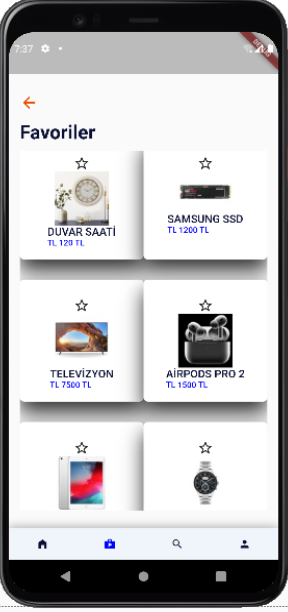 7:37
Favoriler
DUVAR SAATİ
TL 120 TL
SAMSUNG SSD
TL 1200 TL
TELEVİZYON
TL 7500 TL
AİRPODS PRO 2
TL 1500 TL